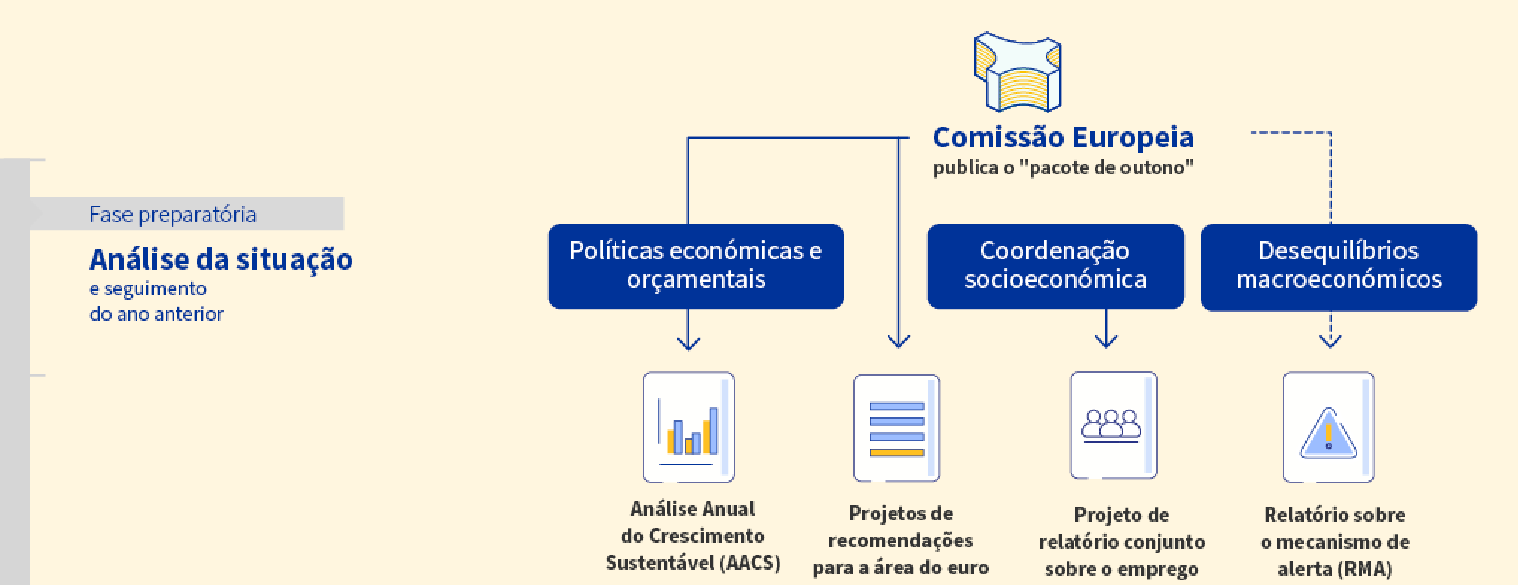 Comissão Europeia
publica o "pacote de outono"
Fase preparatória
Análise da situação
e seguimento
do ano anterior
Políticas económicas e
orçamentais
Coordenação
socioeconómica
Desequilíbrios
macroeconómicos
Análise Anual
do Crescimento
Sustentável (AACS)
Projetos de
recomendações
para a área do euro
Projeto de
relatório conjunto
sobre o emprego
Relatório sobre
o mecanismo de
alerta (RMA)